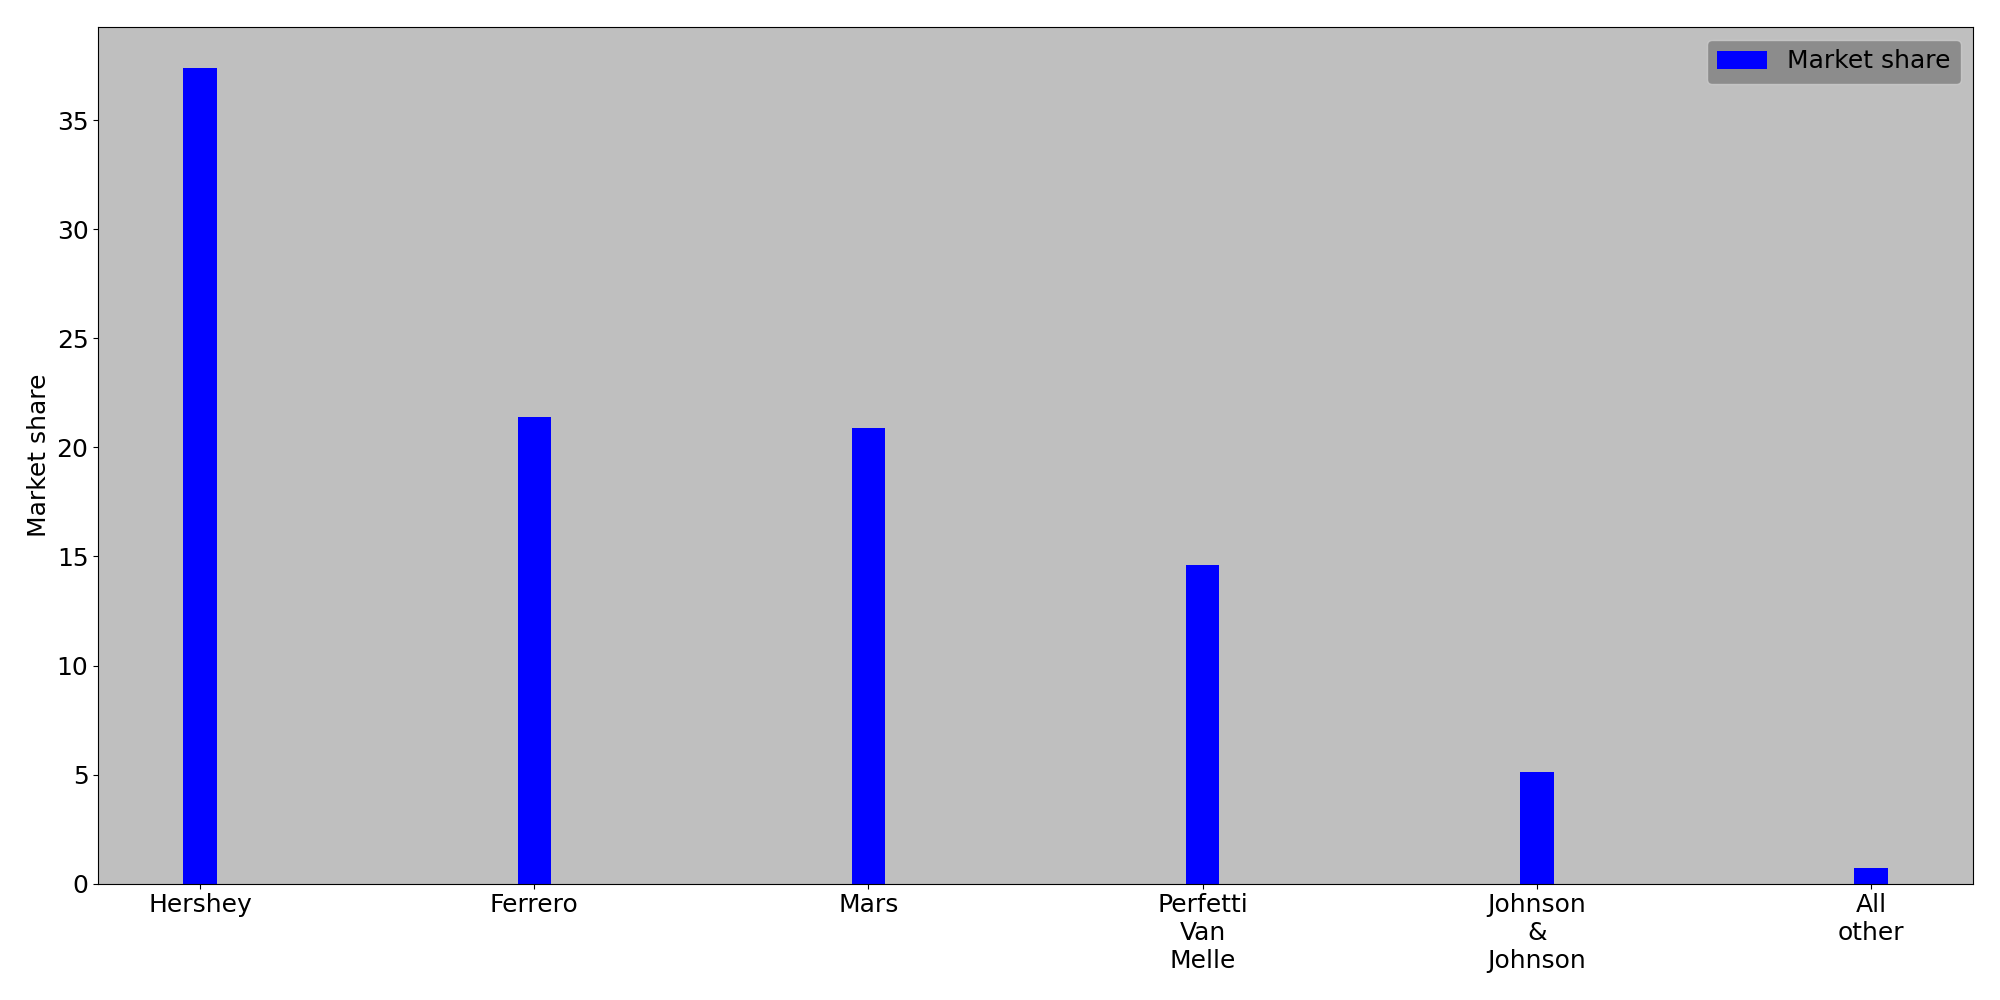 Market share
35
30
25
20
15
10
5
0
Market share
Hershey
Ferrero
Mars
Perfetti
Van
Melle
Johnson
&
Johnson
All
other